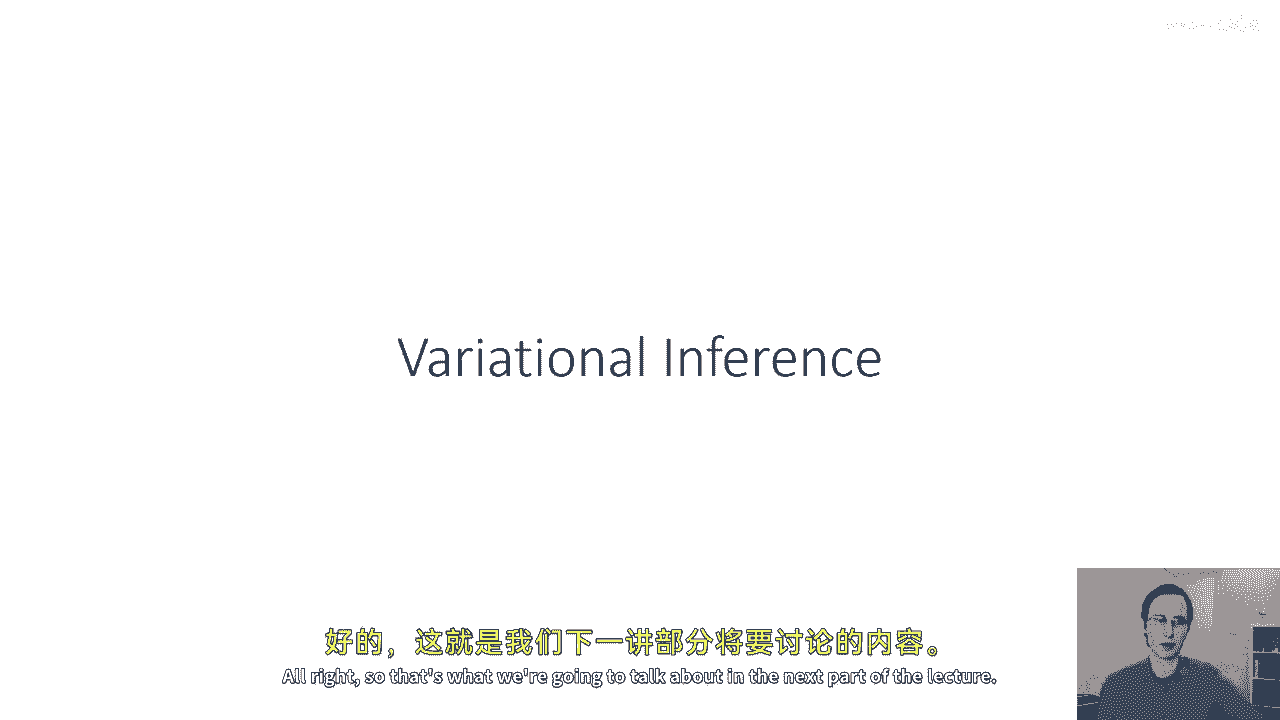 Variational Inference
好的，这就是我们下一讲部分将要讨论的内容。
All right, so that's what we're going to talk about in the next part of the lecture.